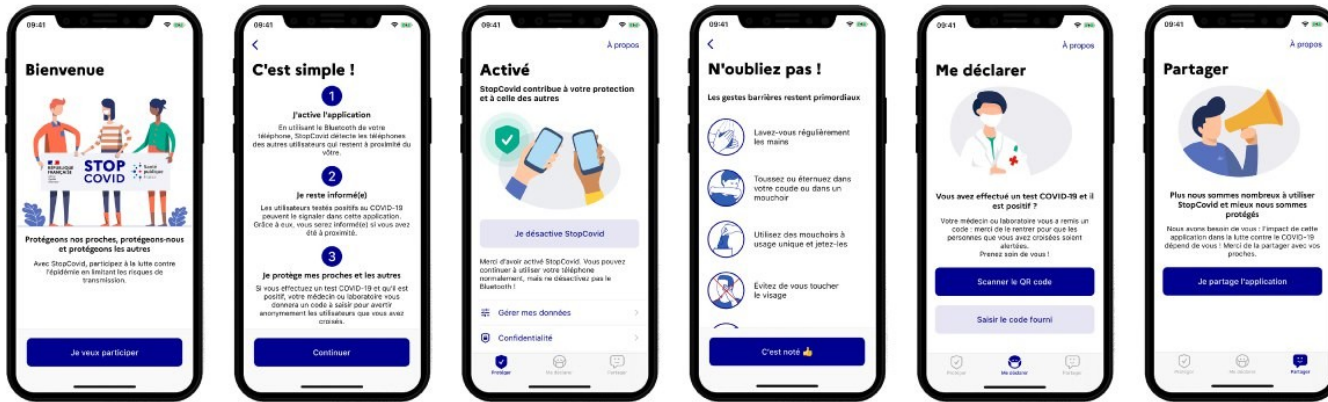 09:41
Bienvenue
RÉPUBLIQUE
FRANÇAISE
STOP
COVID
Santé
publique
France
Protégeons nos proches, protégeons-nous
et protégeons les autres
Avec StopCovid, participez à la lutte contre
l'épidémie en limitant les risques de
transmission.
Je veux participer
09:41
C'est simple !
1
J'active l'application
En utilisant le Bluetooth de votre
téléphone, StopCovid détecte les téléphones
des autres utilisateurs qui restent à proximité du
vôtre.
2
Je reste informé(e)
Les utilisateurs testés positifs au COVID-19
peuvent le signaler dans cette application.
Grâce à eux, vous serez informé(e) si vous avez
été à proximité.
3
Je protège mes proches et les autres
Si vous effectuez un test COVID-19 et qu'il est
positif, votre médecin ou laboratoire vous
donnera un code à saisir pour avertir
anonymement les utilisateurs que vous avez
croisés.
Continuer
09:41
À propos
Activé
StopCovid contribue à votre protection
et à celle des autres
Je désactive StopCovid
Merci d'avoir activé StopCovid. Vous pouvez
continuer à utiliser votre téléphone
normalement, mais ne désactivez pas le
Bluetooth !
Gérer mes données
Confidentialité
Protéger
Me déclarer
Partager
09:41
N'oubliez pas !
Les gestes barrières restent primordiaux
Lavez-vous régulièrement
les mains
Toussez ou éternuez dans
votre coude ou dans un
mouchoir
Utilisez des mouchoirs à
usage unique et jetez-les
Evitez de vous toucher
le visage
C'est noté 👍
09:41
À propos
Me déclarer
Vous avez effectué un test COVID-19 et il
est positif ?
Votre médecin ou laboratoire vous a remis un
code : merci de le rentrer pour que les
personnes que vous avez croisées soient
alertées.
Prenez soin de vous !
Scanner le QR code
Saisir le code fourni
Protéger
Me déclarer
Partager
09:41
À propos
Partager
Plus nous sommes nombreux à utiliser
StopCovid et mieux nous sommes
protégés
Nous avons besoin de vous : l'impact de cette
application dans la lutte contre le COVID-19
dépend de vous ! Merci de la partager avec vos
proches.
Je partage l'application
Protéger
Me déclarer
Partager